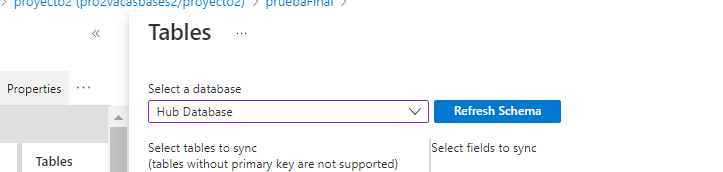 proyecto2 (pro2vacasbases2/proyecto2) > pruebaFinal >
«
Tables ...
Properties ...
Select a database
Hub Database
Refresh Schema
Select tables to sync
(tables without primary key are not supported)
Select fields to sync
Tables